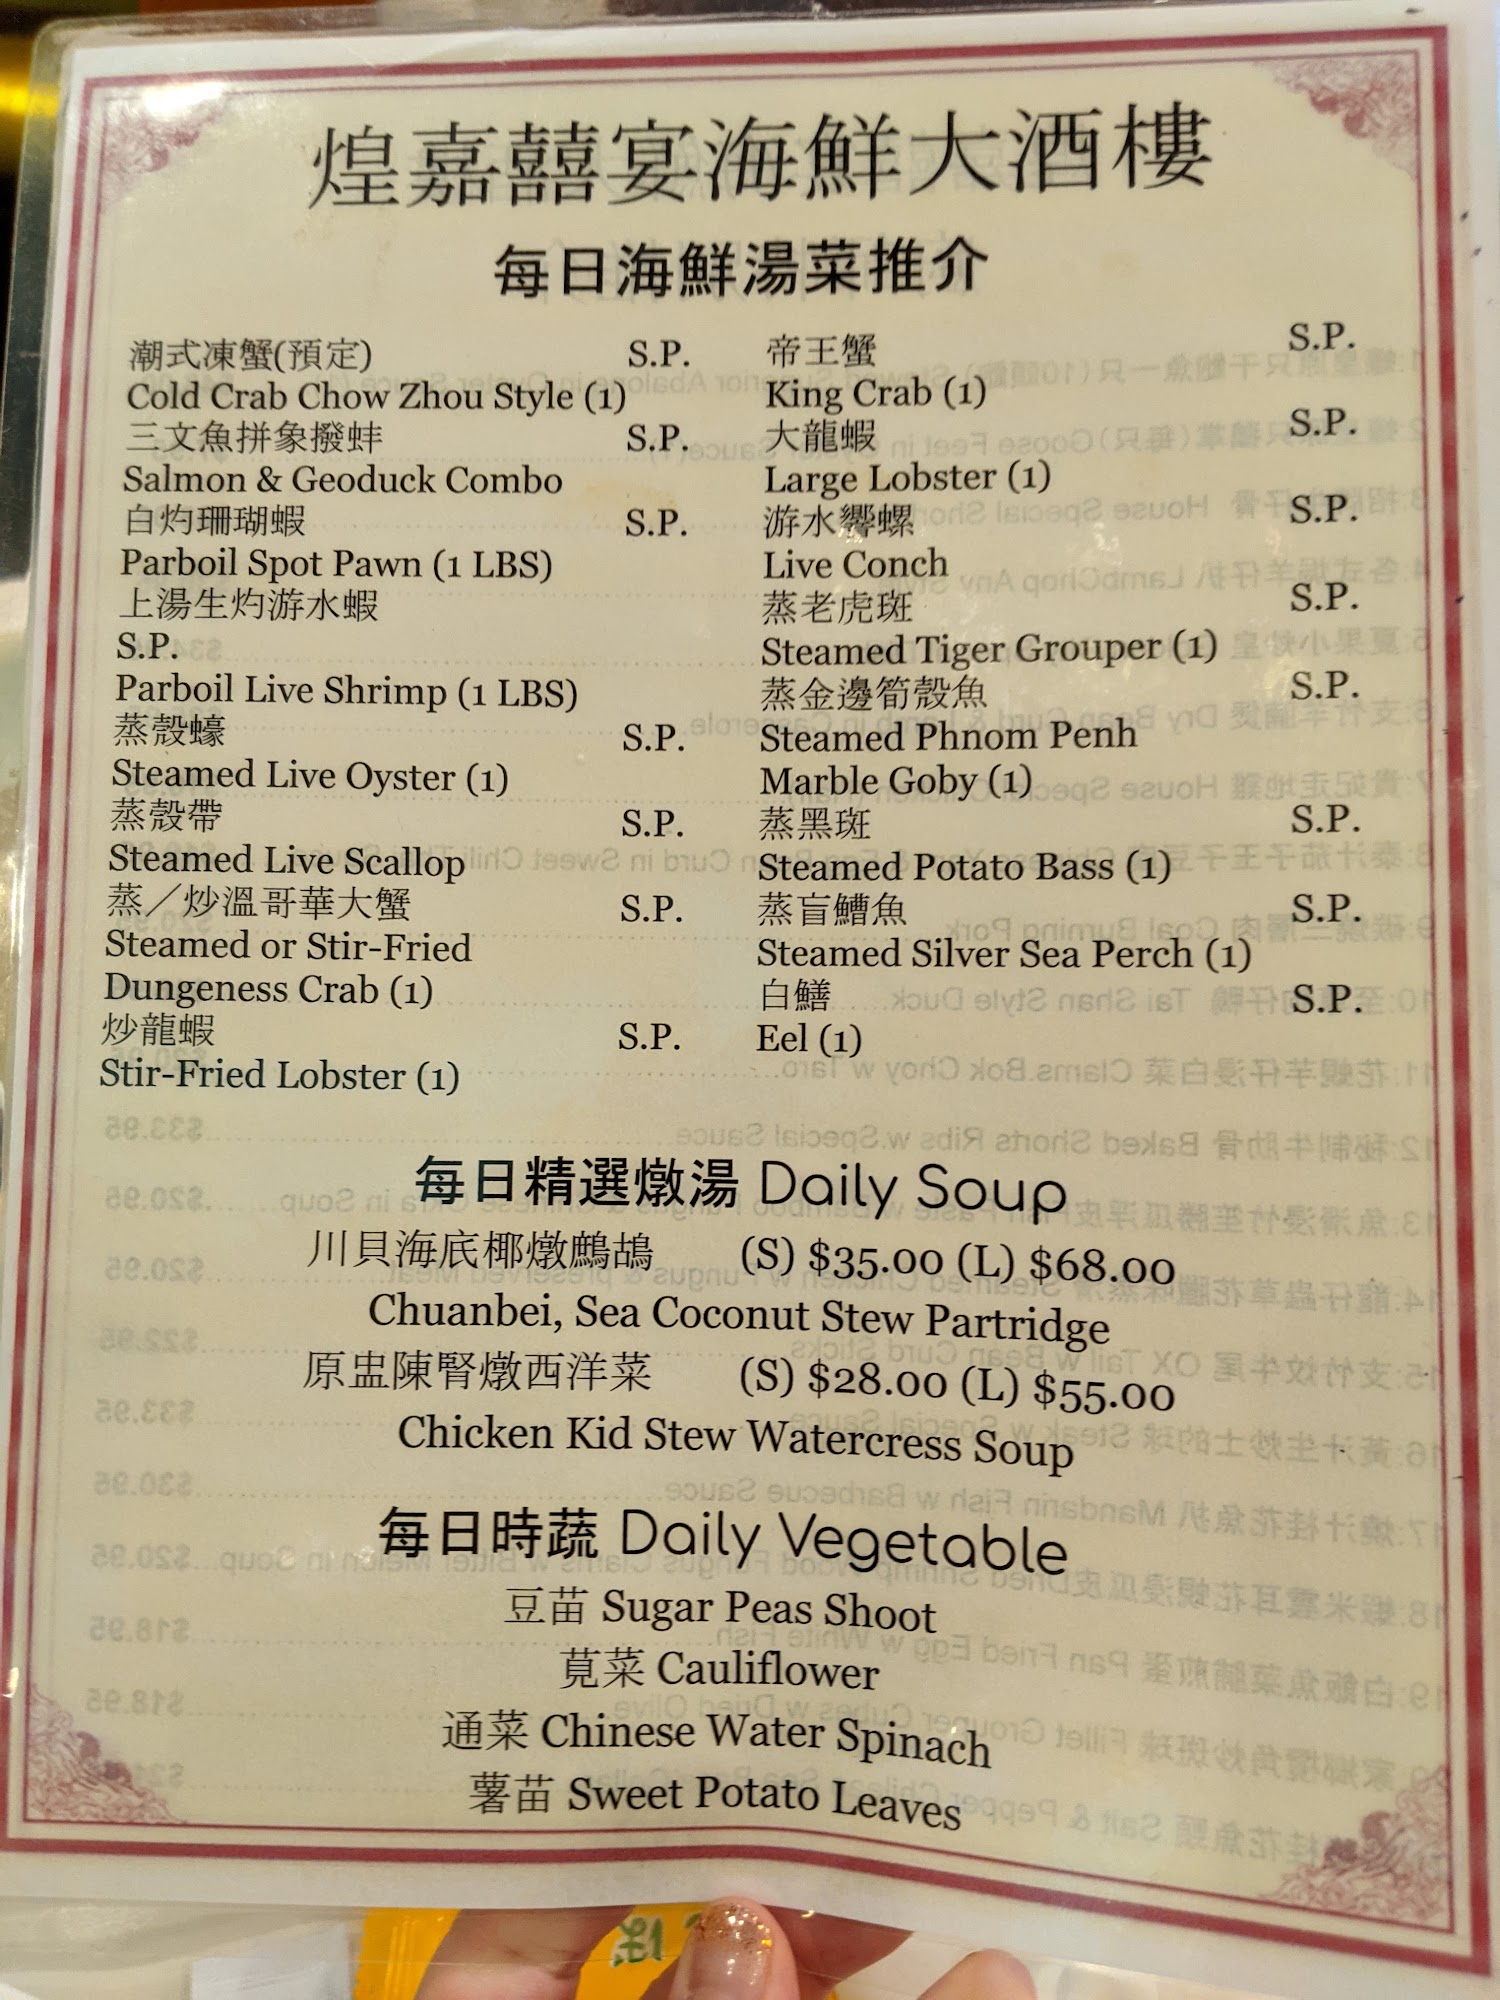 煌嘉囍宴海鮮大酒樓
每日海鮮湯菜推介
潮式凍蟹(預定) S.P.
Cold Crab Chow Zhou Style (1)
三文魚拼象撥蚌 S.P.
Salmon & Geoduck Combo
白灼珊瑚蝦 S.P.
Parboil Spot Pawn (1 LBS)
上湯生灼游水蝦
S.P.
Parboil Live Shrimp (1 LBS)
蒸殼蠔 S.P.
Steamed Live Oyster (1)
蒸殼帶 S.P.
Steamed Live Scallop
蒸／炒溫哥華大蟹 S.P.
Steamed or Stir-Fried
Dungeness Crab (1)
炒龍蝦 S.P.
Stir-Fried Lobster (1)
帝王蟹 S.P.
King Crab (1)
大龍蝦 S.P.
Large Lobster (1)
游水響螺 S.P.
Live Conch
蒸老虎斑 S.P.
Steamed Tiger Grouper (1)
蒸金邊筍殼魚 S.P.
Steamed Phnom Penh
Marble Goby (1)
蒸黑斑 S.P.
Steamed Potato Bass (1)
蒸盲鰽魚 S.P.
Steamed Silver Sea Perch (1)
白鱔 S.P.
Eel (1)
每日精選燉湯 Daily Soup
川貝海底椰燉鷓鴣 (S) $35.00 (L) $68.00
Chuanbei, Sea Coconut Stew Partridge
原盅陳腎燉西洋菜 (S) $28.00 (L) $55.00
Chicken Kid Stew Watercress Soup
每日時蔬 Daily Vegetable
豆苗 Sugar Peas Shoot
莧菜 Cauliflower
通菜 Chinese Water Spinach
薯苗 Sweet Potato Leaves